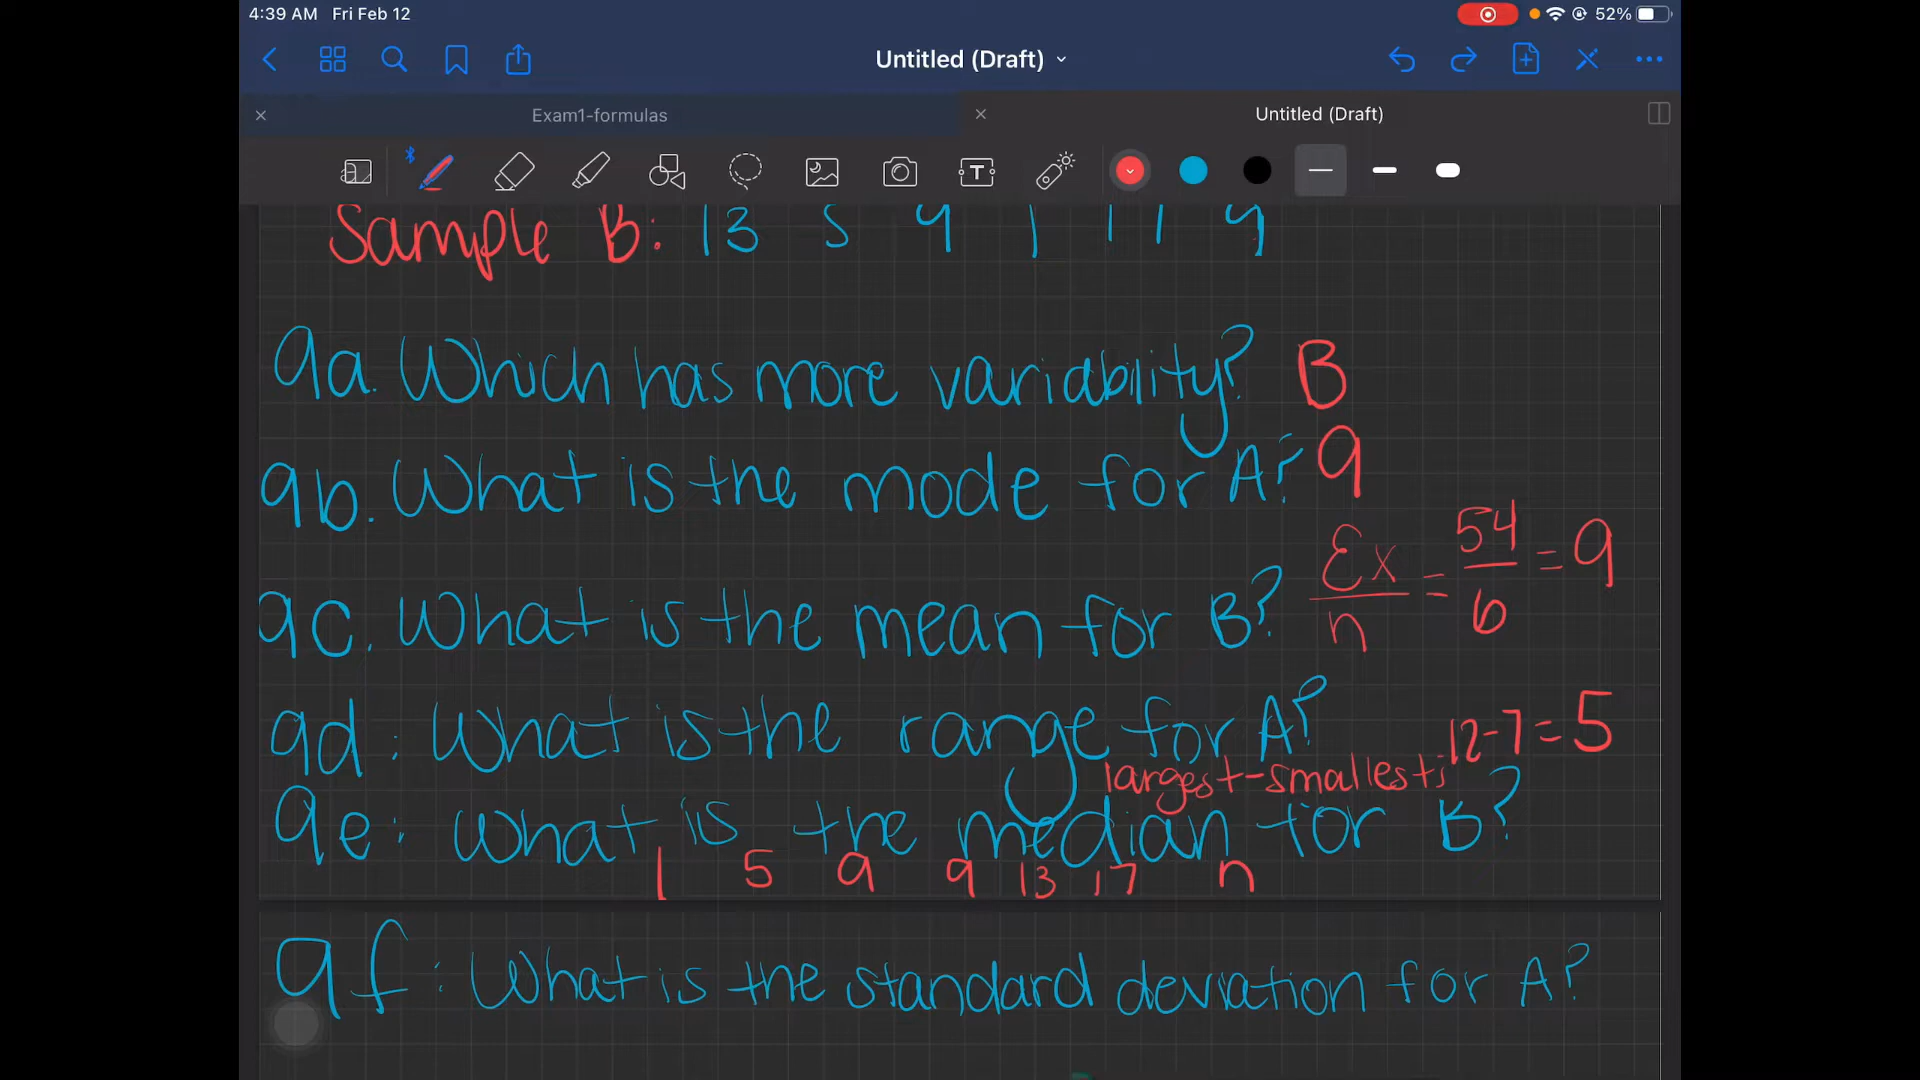 4:39 AM Fri Feb 12 52%
Untitled (Draft)
Exam1-formulas Untitled (Draft)
T
Sample B: 13 5 9 1 17 9
9a. Which has more variability? B
9b. What is the mode for A? 9
9c. What is the mean for B? Σx/n = 54/6 = 9
9d: What is the range for A? 12-7=5
largest-smallest:
9e: What is the median for B?
1 5 9 9 13 17 n
9f: What is the standard deviation for A?